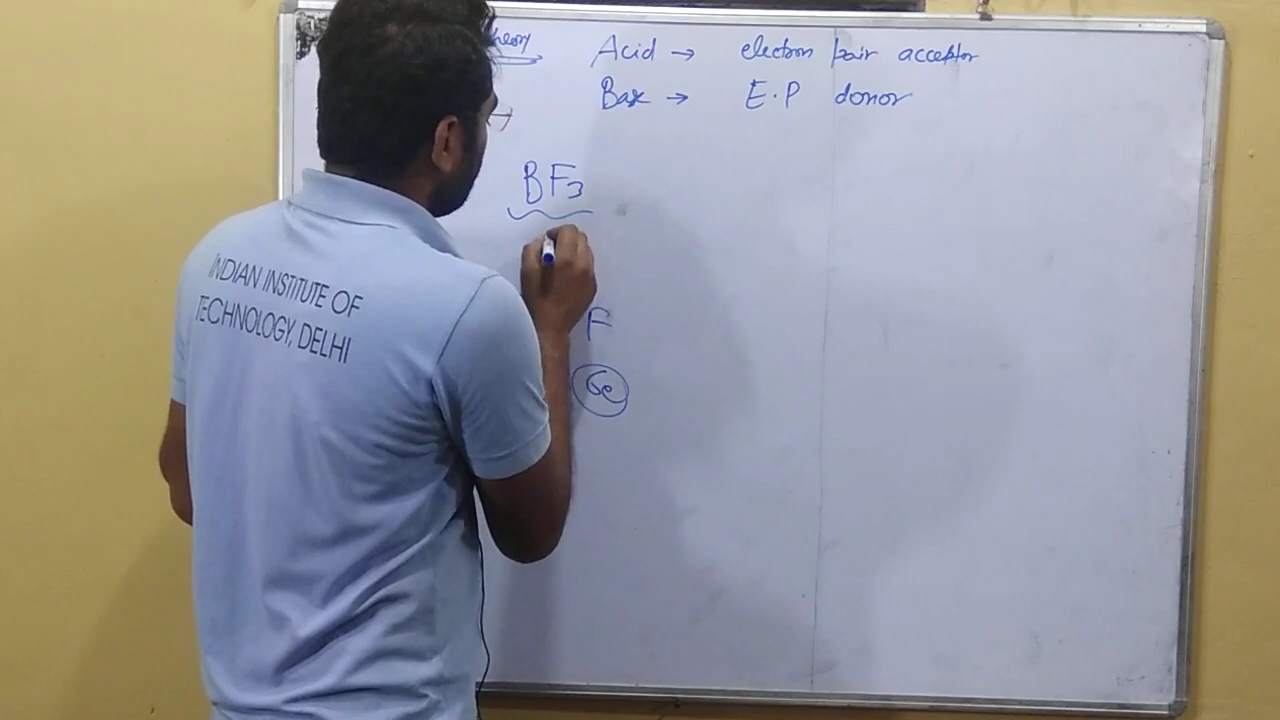 Acid → electron pair acceptor
Base → E.P donor
BF3
F
6e
INDIAN INSTITUTE OF
TECHNOLOGY, DELHI